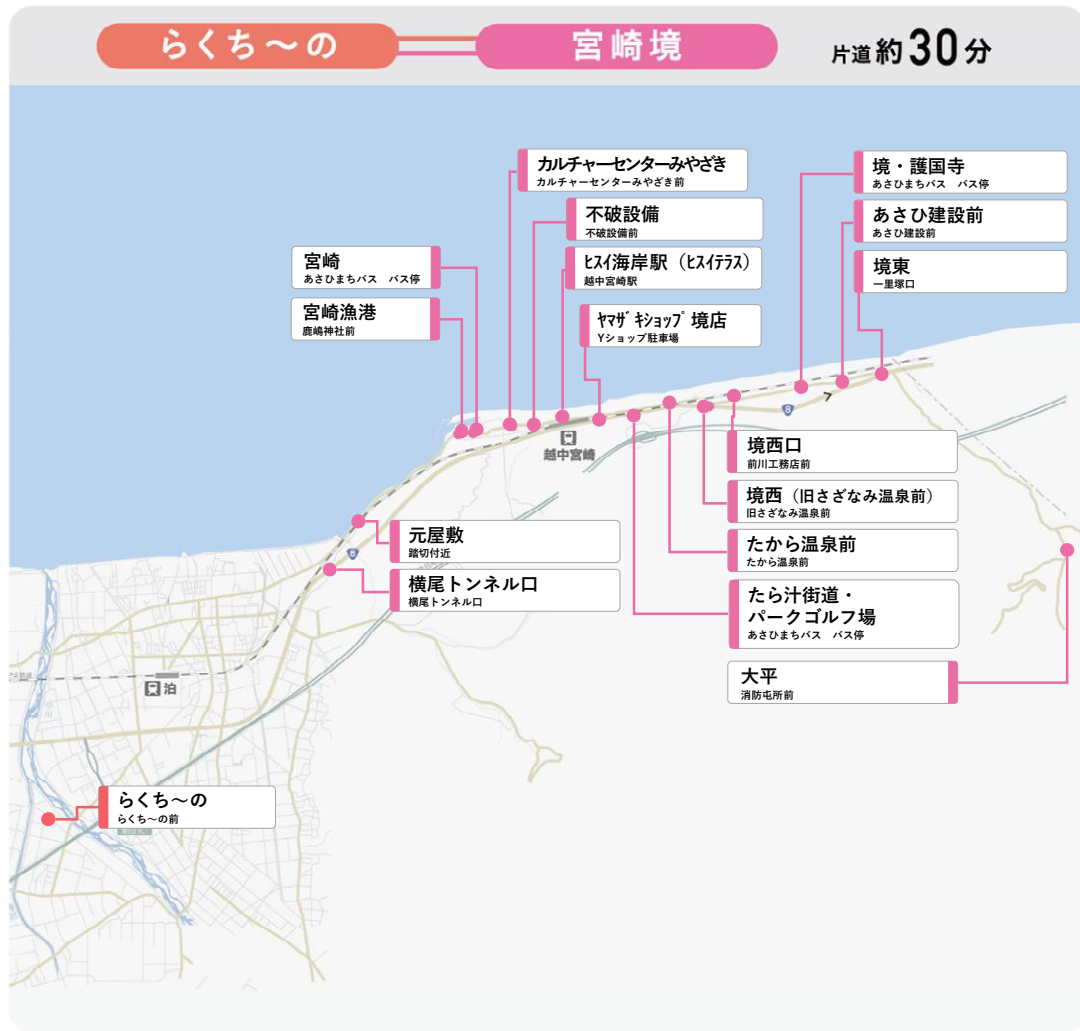 らくち〜の
宮崎境
片道約30分
カルチャーセンターみやざき
カルチャーセンターみやざき前
不破設備
不破設備前
ヒスイ海岸駅（ヒスイテラス）
越中宮崎駅
ヤマザキショップ境店
Yショップ駐車場
宮崎
あさひまちバス　バス停
宮崎漁港
鹿嶋神社前
境・護国寺
あさひまちバス　バス停
あさひ建設前
あさひ建設前
境東
一里塚口
8
越中宮崎
境西口
前川工務店前
境西（旧さざなみ温泉前）
旧さざなみ温泉前
たから温泉前
たから温泉前
たら汁街道・
パークゴルフ場
あさひまちバス　バス停
大平
消防屯所前
元屋敷
踏切付近
8
横尾トンネル口
横尾トンネル口
泊
小川
らくち〜の
らくち〜の前